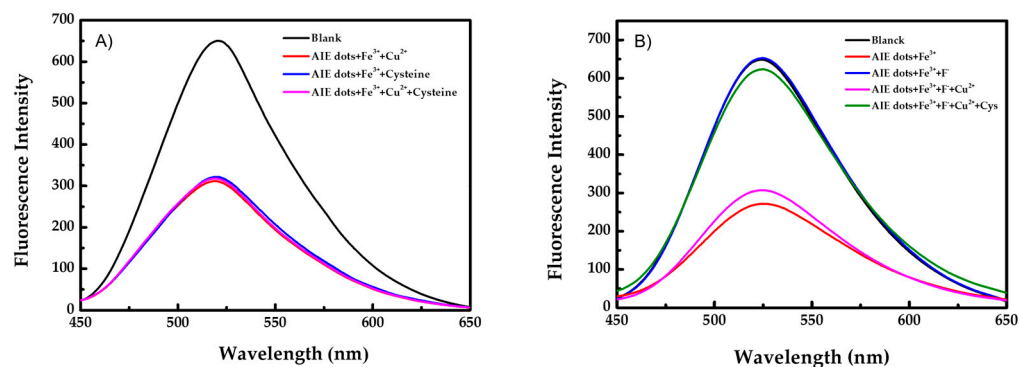 A)
Blank
AIE dots+Fe³⁺+Cu²⁺
AIE dots+Fe³⁺+Cysteine
AIE dots+Fe³⁺+Cu²⁺+Cysteine
Fluorescence Intensity
700
600
500
400
300
200
100
0
450
500
550
600
650
Wavelength (nm)
B)
Blanck
AIE dots+Fe³⁺
AIE dots+Fe³⁺+F⁻
AIE dots+Fe³⁺+F⁻+Cu²⁺
AIE dots+Fe³⁺+F⁻+Cu²⁺+Cys
Fluorescence Intensity
700
600
500
400
300
200
100
0
450
500
550
600
650
Wavelength (nm)